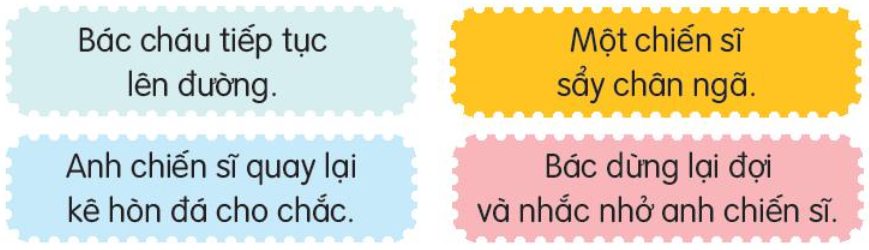 Bác cháu tiếp tục
lên đường.
Một chiến sĩ
sẩy chân ngã.
Anh chiến sĩ quay lại
kê hòn đá cho chắc.
Bác dừng lại đợi
và nhắc nhở anh chiến sĩ.